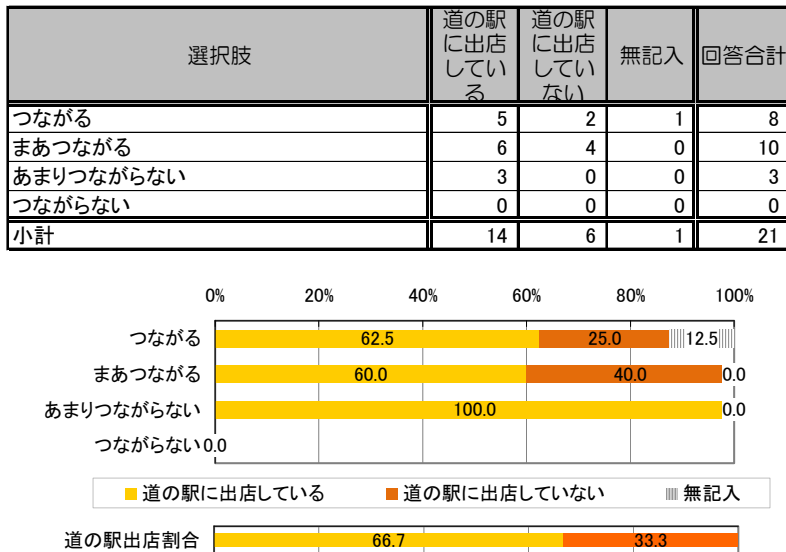 選択肢 道の駅に出店している 道の駅に出店していない 無記入 回答合計
つながる 5 2 1 8
まあつながる 6 4 0 10
あまりつながらない 3 0 0 3
つながらない 0 0 0 0
小計 14 6 1 21
0% 20% 40% 60% 80% 100%
つながる 62.5 25.0 12.5
まあつながる 60.0 40.0 0.0
あまりつながらない 100.0 0.0
つながらない 0.0
道の駅に出店している 道の駅に出店していない 無記入
道の駅出店割合 66.7 33.3